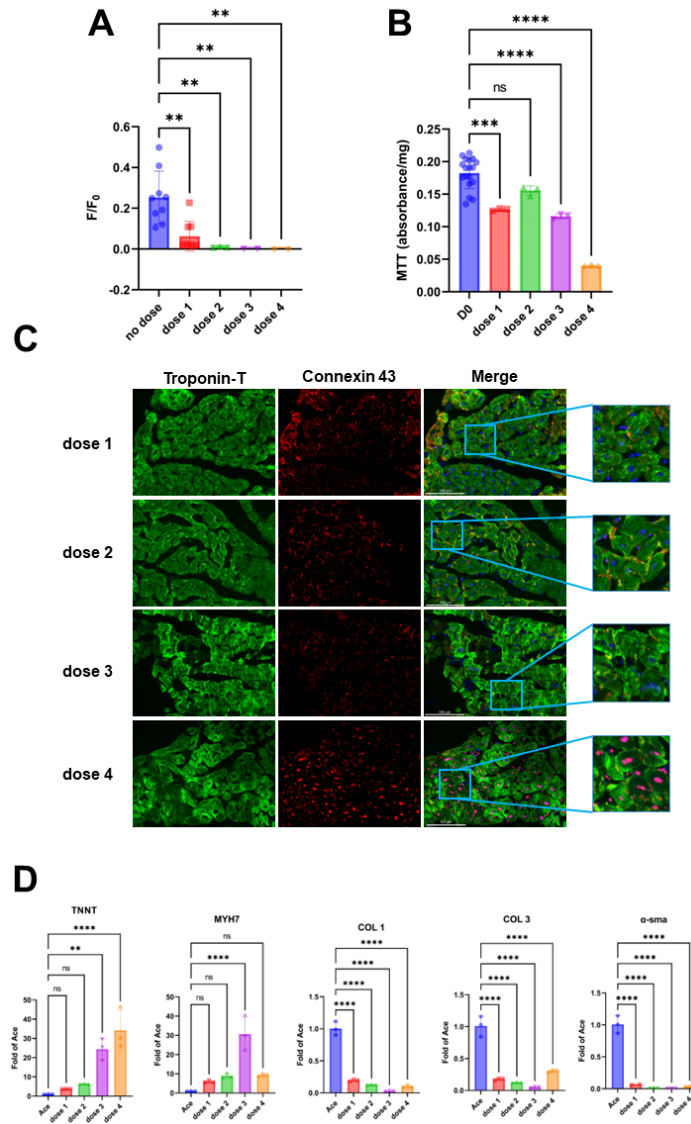 A
**
**
**
**
F/F0
0.6
0.4
0.2
0.0
-0.2
no dose
dose 1
dose 2
dose 3
dose 4
B
****
****
ns
***
MTT (absorbance/mg)
0.25
0.20
0.15
0.10
0.05
0.00
D0
dose 1
dose 2
dose 3
dose 4
C
Troponin-T Connexin 43 Merge
dose 1
dose 2
dose 3
dose 4
D
TNNT
****
**
ns
ns
Fold of Ace
50
40
30
20
10
0
Ace
dose 1
dose 2
dose 3
dose 4
MYH7
ns
****
ns
ns
Fold of Ace
50
40
30
20
10
0
Ace
dose 1
dose 2
dose 3
dose 4
COL 1
****
****
****
****
Fold of Ace
1.5
1.0
0.5
0.0
Ace
dose 1
dose 2
dose 3
dose 4
COL 3
****
****
****
****
Fold of Ace
1.5
1.0
0.5
0.0
Ace
dose 1
dose 2
dose 3
dose 4
α-sma
****
****
****
****
Fold of Ace
1.5
1.0
0.5
0.0
Ace
dose 1
dose 2
dose 3
dose 4